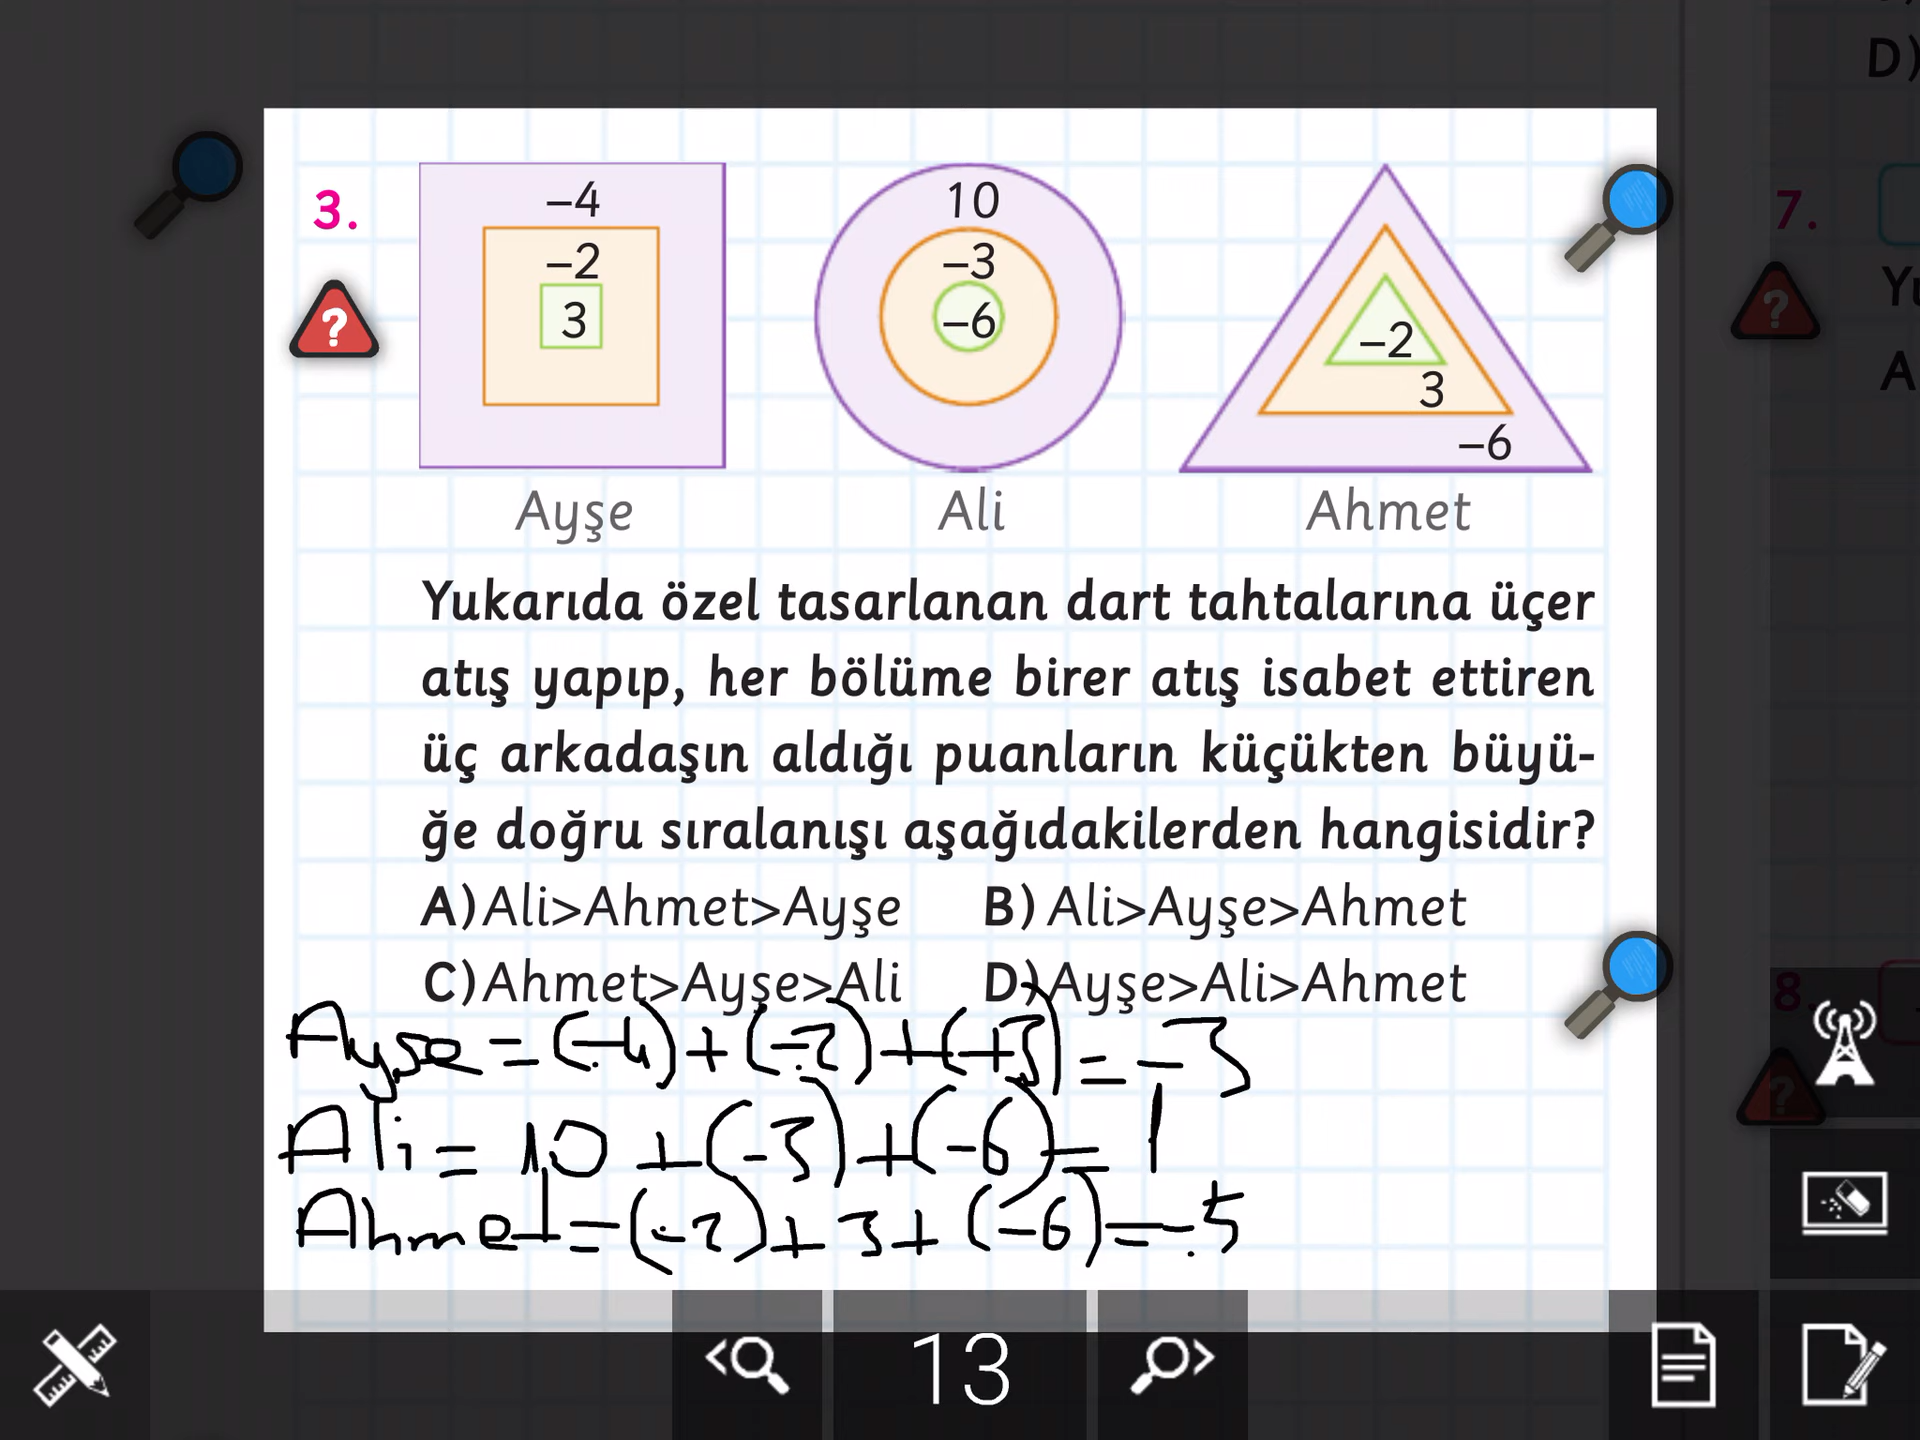 D)
3.
–4
–2
3
10
–3
–6
–2
3
–6
7.
Ayşe
Ali
Ahmet
Yukarıda özel tasarlanan dart tahtalarına üçer
atış yapıp, her bölüme birer atış isabet ettiren
üç arkadaşın aldığı puanların küçükten büyü-
ğe doğru sıralanışı aşağıdakilerden hangisidir?
A) Ali>Ahmet>Ayşe
B) Ali>Ayşe>Ahmet
C) Ahmet>Ayşe>Ali
D) Ayşe>Ali>Ahmet
8.
Ayşe = (-4) + (-2) + (+3) = -3
Ali = 10 + (-3) + (-6) = 1
Ahmet = (-2) + 3 + (-6) = -5
13